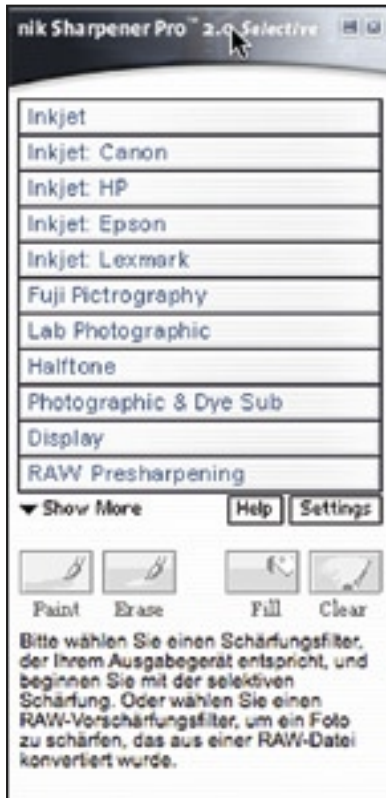 nik Sharpener Pro™ 2.0 Selective
Inkjet
Inkjet: Canon
Inkjet: HP
Inkjet: Epson
Inkjet: Lexmark
Fuji Pictrography
Lab Photographic
Halftone
Photographic & Dye Sub
Display
RAW Presharpening
Show More Help Settings
Paint Erase Fill Clear
Bitte wählen Sie einen Schärfungsfilter,
der Ihrem Ausgabegerät entspricht, und
beginnen Sie mit der selektiven
Schärfung. Oder wählen Sie einen
RAW-Vorschärfungsfilter, um ein Foto
zu schärfen, das aus einer RAW-Datei
konvertiert wurde.